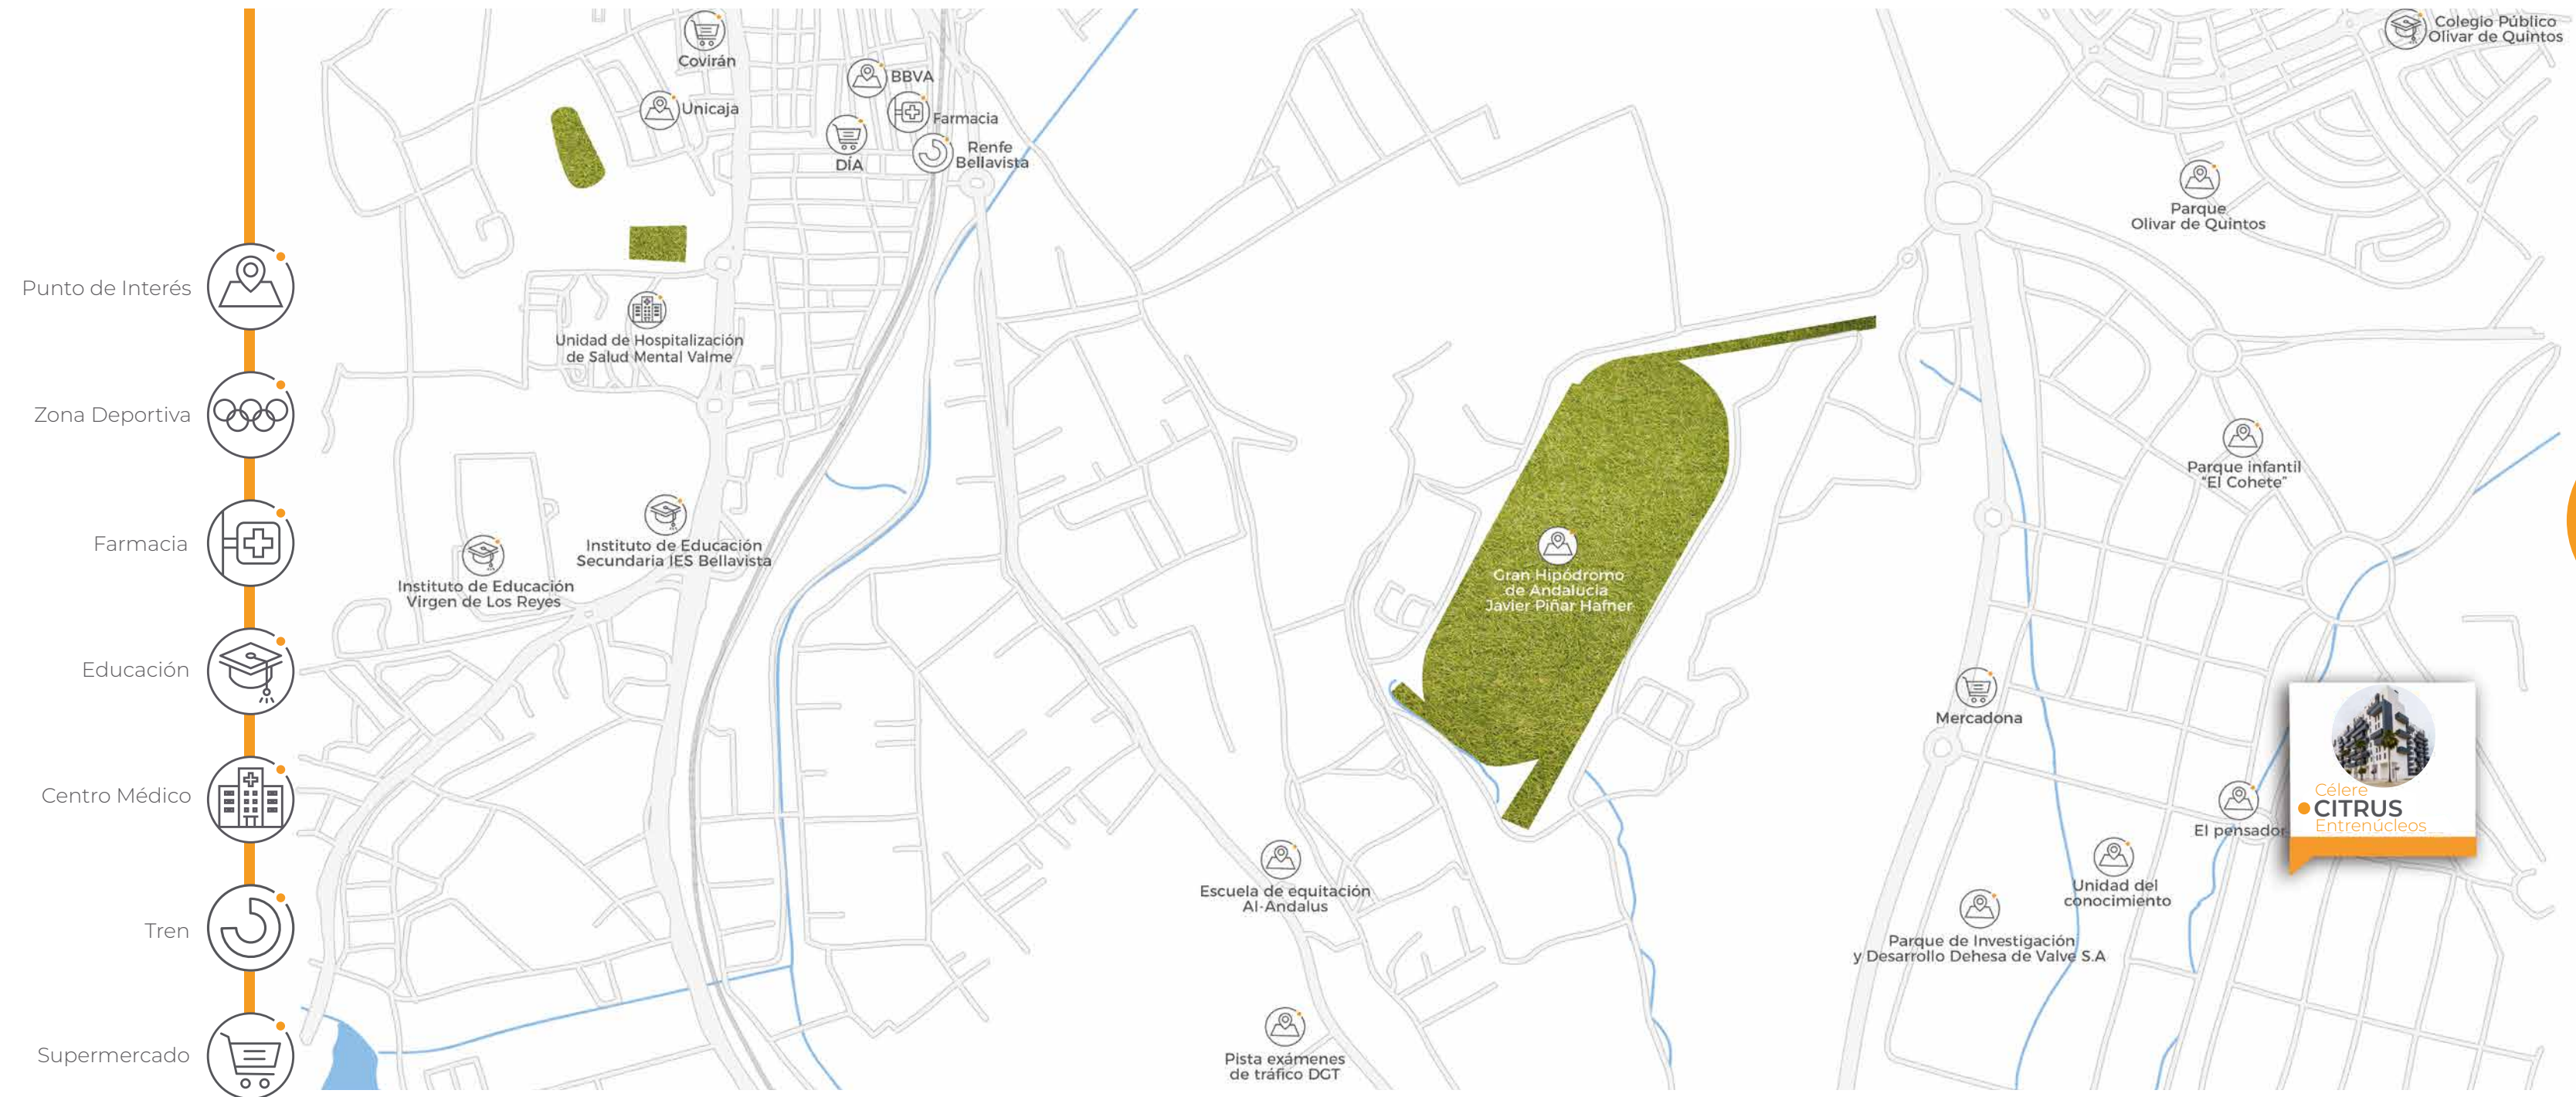 Punto de Interés
Zona Deportiva
Farmacia
Educación
Centro Médico
Tren
Supermercado
Covirán
Unicaja
BBVA
Farmacia
DÍA
Renfe
Bellavista
Unidad de Hospitalización
de Salud Mental Valme
Instituto de Educación
Secundaria IES Bellavista
Instituto de Educación
Virgen de Los Reyes
Gran Hipódromo
de Andalucía
Javier Piñar Hafner
Escuela de equitación
Al-Andalus
Pista exámenes
de tráfico DGT
Colegio Público
Olivar de Quintos
Parque
Olivar de Quintos
Parque infantil
"El Cohete"
Mercadona
El pensador
Célere
CITRUS
Entrenúcleos
Unidad del
conocimiento
Parque de Investigación
y Desarrollo Dehesa de Valve S.A